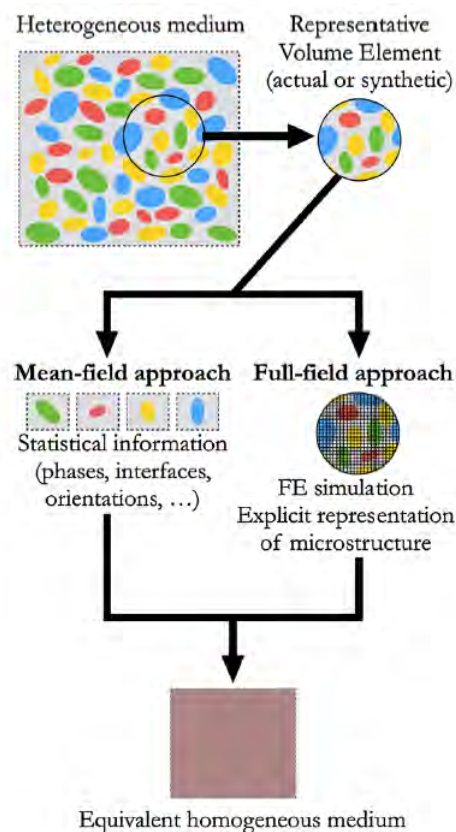 Heterogeneous medium
Representative
Volume Element
(actual or synthetic)
Mean-field approach
Statistical information
(phases, interfaces,
orientations, …)
Full-field approach
FE simulation
Explicit representation
of microstructure
Equivalent homogeneous medium